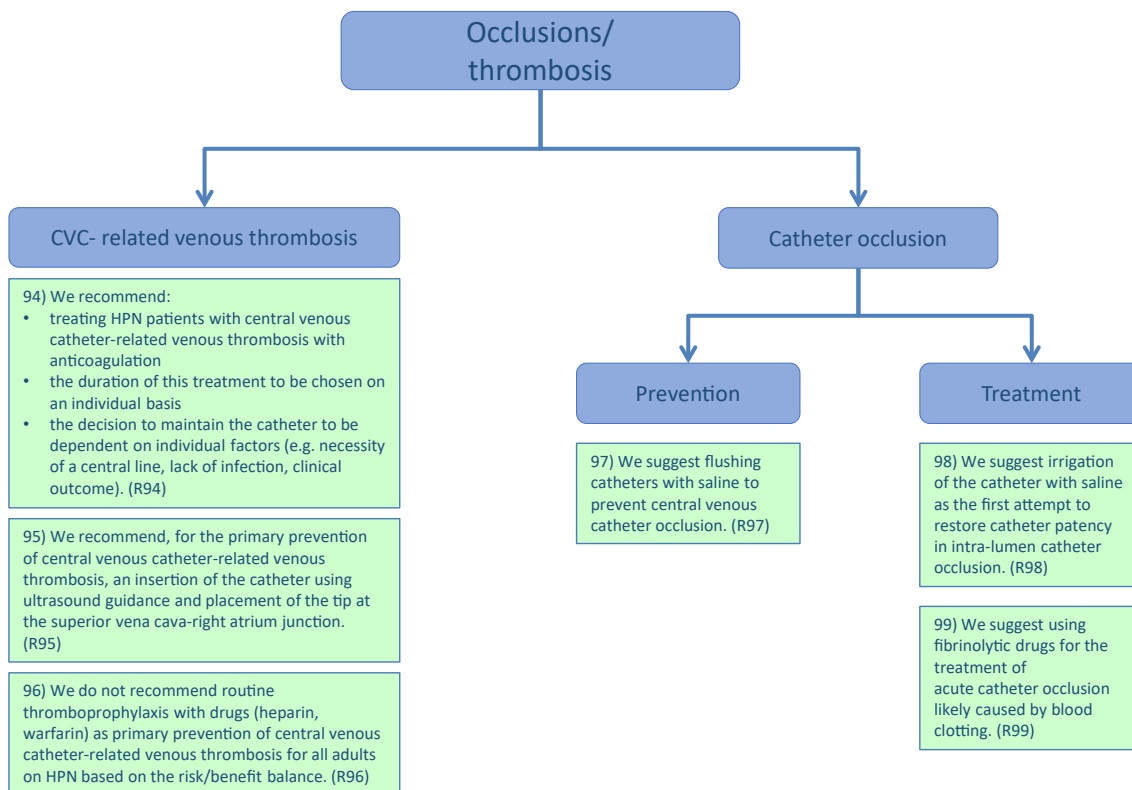 Occlusions/
thrombosis
CVC- related venous thrombosis
94) We recommend:
• treating HPN patients with central venous
catheter-related venous thrombosis with
anticoagulation
• the duration of this treatment to be chosen on
an individual basis
• the decision to maintain the catheter to be
dependent on individual factors (e.g. necessity
of a central line, lack of infection, clinical
outcome). (R94)
95) We recommend, for the primary prevention
of central venous catheter-related venous
thrombosis, an insertion of the catheter using
ultrasound guidance and placement of the tip at
the superior vena cava-right atrium junction.
(R95)
96) We do not recommend routine
thromboprophylaxis with drugs (heparin,
warfarin) as primary prevention of central venous
catheter-related venous thrombosis for all adults
on HPN based on the risk/benefit balance. (R96)
Catheter occlusion
Prevention
97) We suggest flushing
catheters with saline to
prevent central venous
catheter occlusion. (R97)
Treatment
98) We suggest irrigation
of the catheter with saline
as the first attempt to
restore catheter patency
in intra-lumen catheter
occlusion. (R98)
99) We suggest using
fibrinolytic drugs for the
treatment of
acute catheter occlusion
likely caused by blood
clotting. (R99)